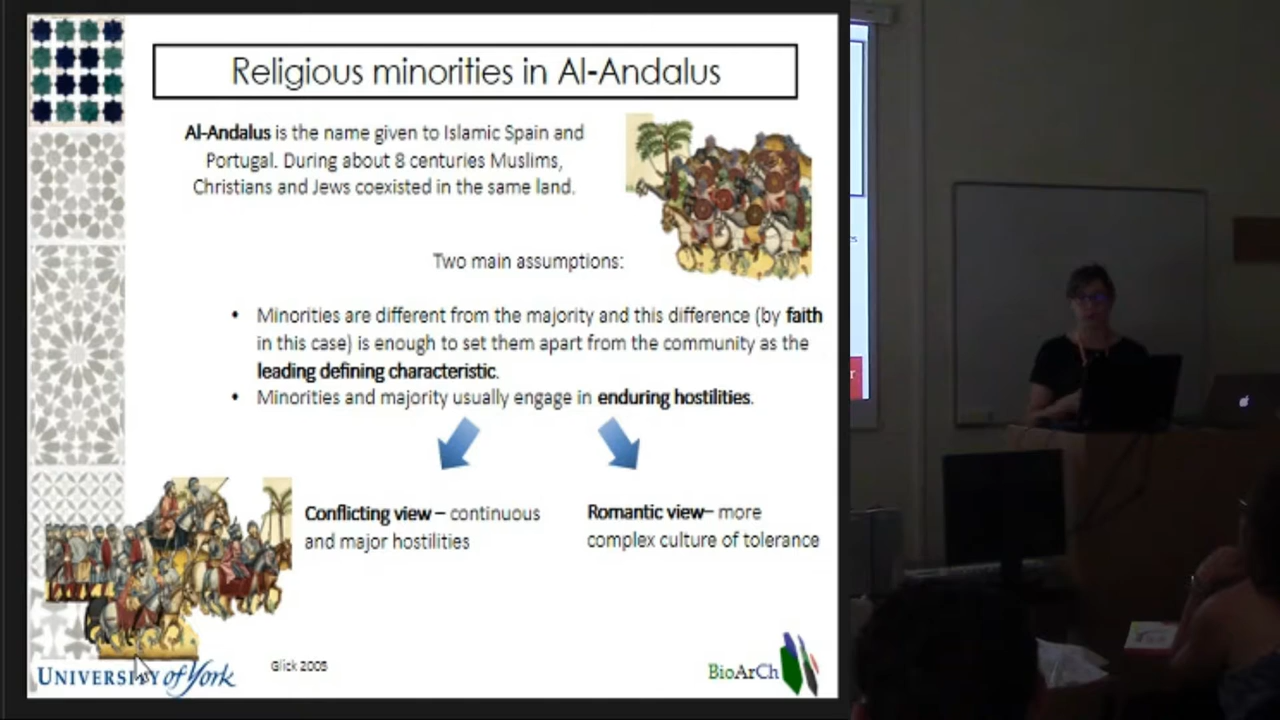 Religious minorities in Al-Andalus
Al-Andalus is the name given to Islamic Spain and
Portugal. During about 8 centuries Muslims,
Christians and Jews coexisted in the same land.
Two main assumptions:
• Minorities are different from the majority and this difference (by faith
in this case) is enough to set them apart from the community as the
leading defining characteristic.
• Minorities and majority usually engage in enduring hostilities.
Conflicting view – continuous
and major hostilities
Romantic view– more
complex culture of tolerance
UNIVERSITY of York
Glick 2005
BioArCh